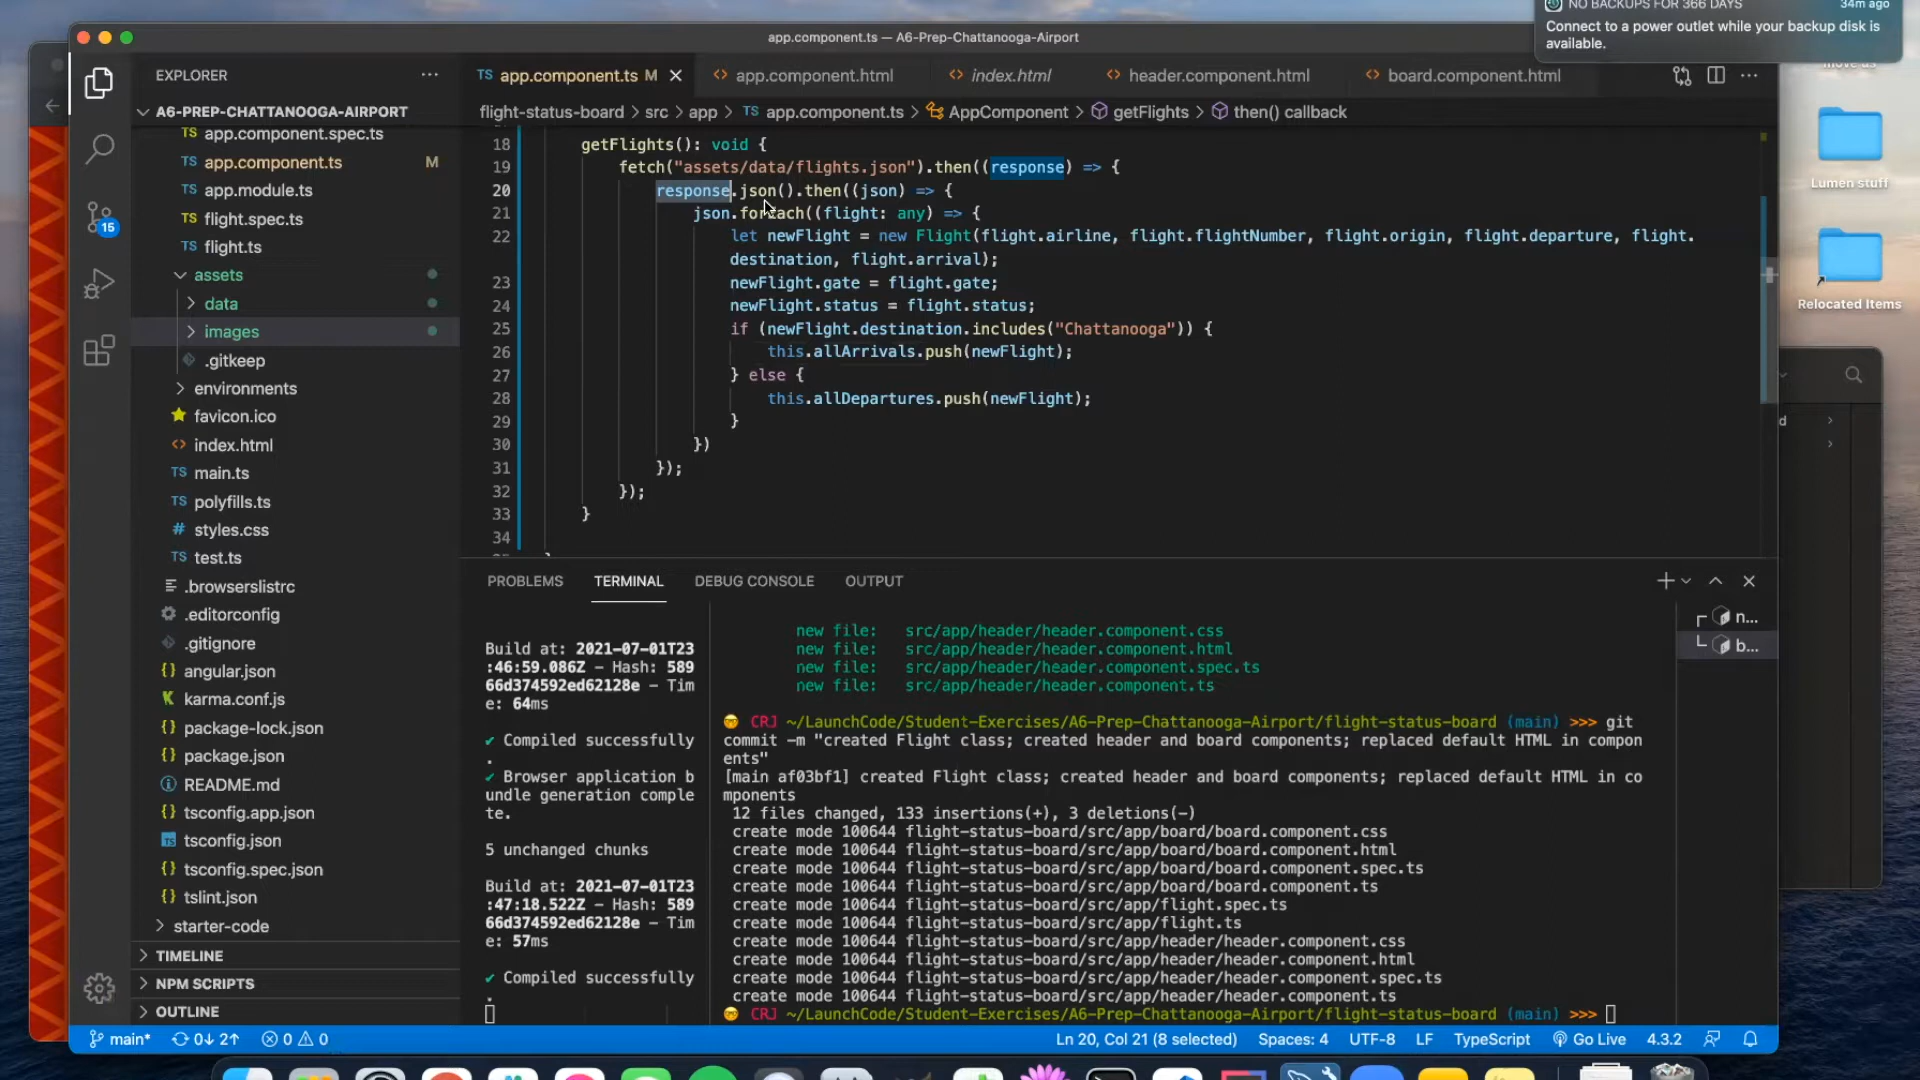 NO BACKUPS FOR 366 DAYS
34m ago
Connect to a power outlet while your backup disk is
available.
app.component.ts — A6-Prep-Chattanooga-Airport
EXPLORER
A6-PREP-CHATTANOOGA-AIRPORT
TS app.component.spec.ts
TS app.component.ts M
TS app.module.ts
TS flight.spec.ts
TS flight.ts
assets
data
images
.gitkeep
environments
favicon.ico
index.html
TS main.ts
TS polyfills.ts
# styles.css
TS test.ts
.browserslistrc
.editorconfig
.gitignore
{} angular.json
karma.conf.js
{} package-lock.json
{} package.json
README.md
{} tsconfig.app.json
tsconfig.json
{} tsconfig.spec.json
{} tslint.json
starter-code
TIMELINE
NPM SCRIPTS
OUTLINE
15
TS app.component.ts M
<> app.component.html
<> index.html
<> header.component.html
<> board.component.html
flight-status-board > src > app > TS app.component.ts > AppComponent > getFlights > then() callback
18 getFlights(): void {
19 fetch("assets/data/flights.json").then((response) => {
20 response.json().then((json) => {
21 json.forEach((flight: any) => {
22 let newFlight = new Flight(flight.airline, flight.flightNumber, flight.origin, flight.departure, flight.
destination, flight.arrival);
23 newFlight.gate = flight.gate;
24 newFlight.status = flight.status;
25 if (newFlight.destination.includes("Chattanooga")) {
26 this.allArrivals.push(newFlight);
27 } else {
28 this.allDepartures.push(newFlight);
29 }
30 })
31 });
32 });
33 }
34
PROBLEMS TERMINAL DEBUG CONSOLE OUTPUT
Build at: 2021-07-01T23
:46:59.086Z - Hash: 589
66d374592ed62128e - Tim
e: 64ms
✔ Compiled successfully
.
✔ Browser application b
undle generation comple
te.
5 unchanged chunks
Build at: 2021-07-01T23
:47:18.522Z - Hash: 589
66d374592ed62128e - Tim
e: 57ms
✔ Compiled successfully
.
new file: src/app/header/header.component.css
new file: src/app/header/header.component.html
new file: src/app/header/header.component.spec.ts
new file: src/app/header/header.component.ts
CRJ ~/LaunchCode/Student-Exercises/A6-Prep-Chattanooga-Airport/flight-status-board (main) >>> git
commit -m "created Flight class; created header and board components; replaced default HTML in compon
ents"
[main af03bf1] created Flight class; created header and board components; replaced default HTML in co
mponents
12 files changed, 133 insertions(+), 3 deletions(-)
create mode 100644 flight-status-board/src/app/board/board.component.css
create mode 100644 flight-status-board/src/app/board/board.component.html
create mode 100644 flight-status-board/src/app/board/board.component.spec.ts
create mode 100644 flight-status-board/src/app/board/board.component.ts
create mode 100644 flight-status-board/src/app/flight.spec.ts
create mode 100644 flight-status-board/src/app/flight.ts
create mode 100644 flight-status-board/src/app/header/header.component.css
create mode 100644 flight-status-board/src/app/header/header.component.html
create mode 100644 flight-status-board/src/app/header/header.component.spec.ts
create mode 100644 flight-status-board/src/app/header/header.component.ts
CRJ ~/LaunchCode/Student-Exercises/A6-Prep-Chattanooga-Airport/flight-status-board (main) >>>
n...
b...
main* 0↓ 2↑ 0 0
Ln 20, Col 21 (8 selected) Spaces: 4 UTF-8 LF TypeScript Go Live 4.3.2
Lumen stuff
Relocated Items
d